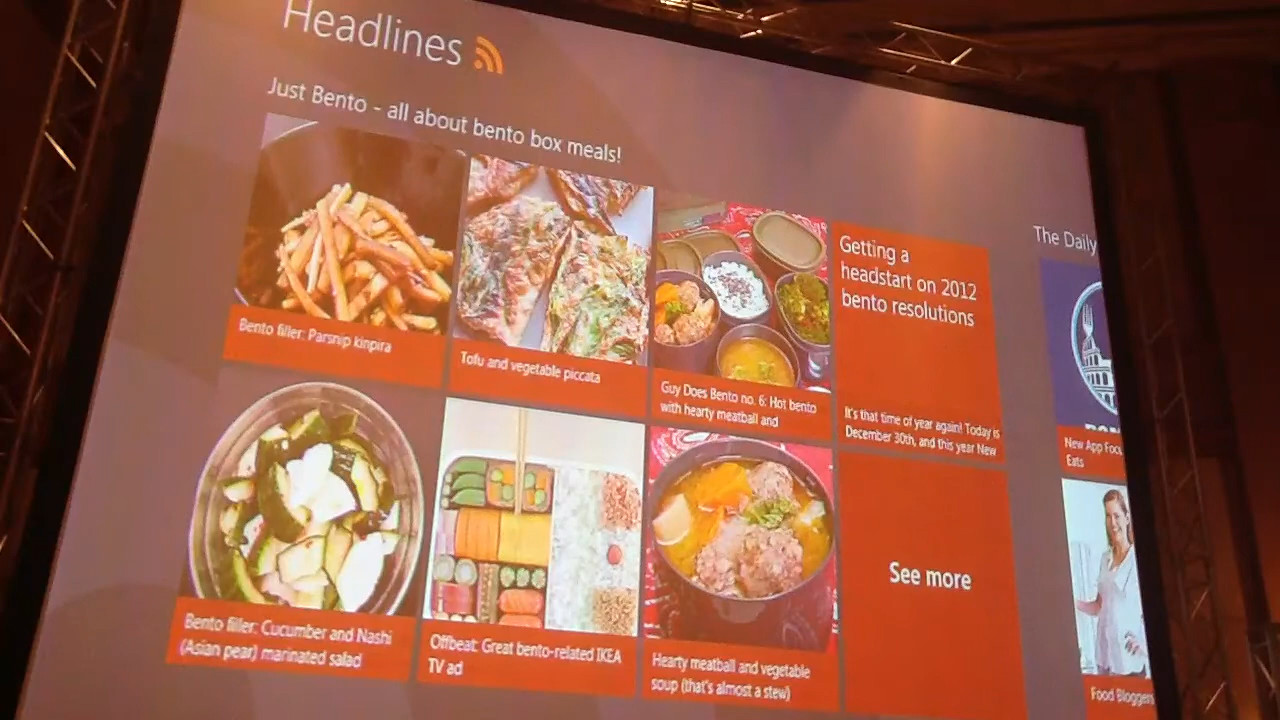 Headlines
Just Bento - all about bento box meals!
Bento filler: Parsnip kinpira
Tofu and vegetable piccata
Guy Does Bento no. 6: Hot bento
with hearty meatball and
Getting a
headstart on 2012
bento resolutions
It's that time of year again! Today is
December 30th, and this year New
Bento filler: Cucumber and Nashi
(Asian pear) marinated salad
Offbeat: Great bento-related IKEA
TV ad
Hearty meatball and vegetable
soup (that's almost a stew)
See more
The Daily
New App
Eats
Food Bloggers